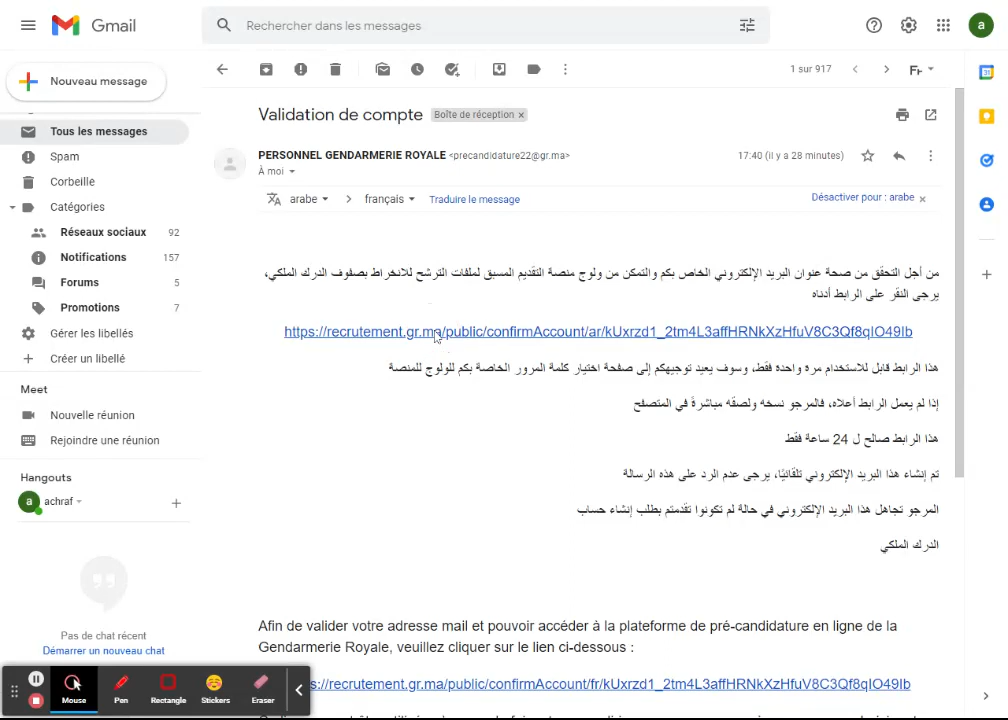 Gmail
Rechercher dans les messages
a
Nouveau message
1 sur 917
31
Tous les messages
Spam
Corbeille
Catégories
Réseaux sociaux 92
Notifications 157
Forums 5
Promotions 7
Gérer les libellés
Créer un libellé
Meet
Nouvelle réunion
Rejoindre une réunion
Hangouts
a achraf
Pas de chat récent
Démarrer un nouveau chat
Validation de compte Boîte de réception x
PERSONNEL GENDARMERIE ROYALE <precandidature22@gr.ma> 17:40 (il y a 28 minutes)
À moi
arabe > français Traduire le message Désactiver pour : arabe x
من أجل التحقق من صحة عنوان البريد الإلكتروني الخاص بكم والتمكن من ولوج منصة التقديم المسبق لملفات الترشح للانخراط بصفوف الدرك الملكي،
يرجى النقر على الرابط أدناه
https://recrutement.gr.ma/public/confirmAccount/ar/kUxrzd1_2tm4L3affHRNkXzHfuV8C3Qf8qIO49Ib
هذا الرابط قابل للاستخدام مرة واحدة فقط، وسوف يعيد توجيهكم إلى صفحة اختيار كلمة المرور الخاصة بكم للولوج للمنصة
إذا لم يعمل الرابط أعلاه، فالمرجو نسخه ولصقه مباشرةً في المتصفح
هذا الرابط صالح ل 24 ساعة فقط
تم إنشاء هذا البريد الإلكتروني تلقائيًا، يرجى عدم الرد على هذه الرسالة
المرجو تجاهل هذا البريد الإلكتروني في حالة لم تكونوا تقدمتم بطلب إنشاء حساب
الدرك الملكي
Afin de valider votre adresse mail et pouvoir accéder à la plateforme de pré-candidature en ligne de la
Gendarmerie Royale, veuillez cliquer sur le lien ci-dessous :
s://recrutement.gr.ma/public/confirmAccount/fr/kUxrzd1_2tm4L3affHRNkXzHfuV8C3Qf8qIO49Ib
Mouse Pen Rectangle Stickers Eraser